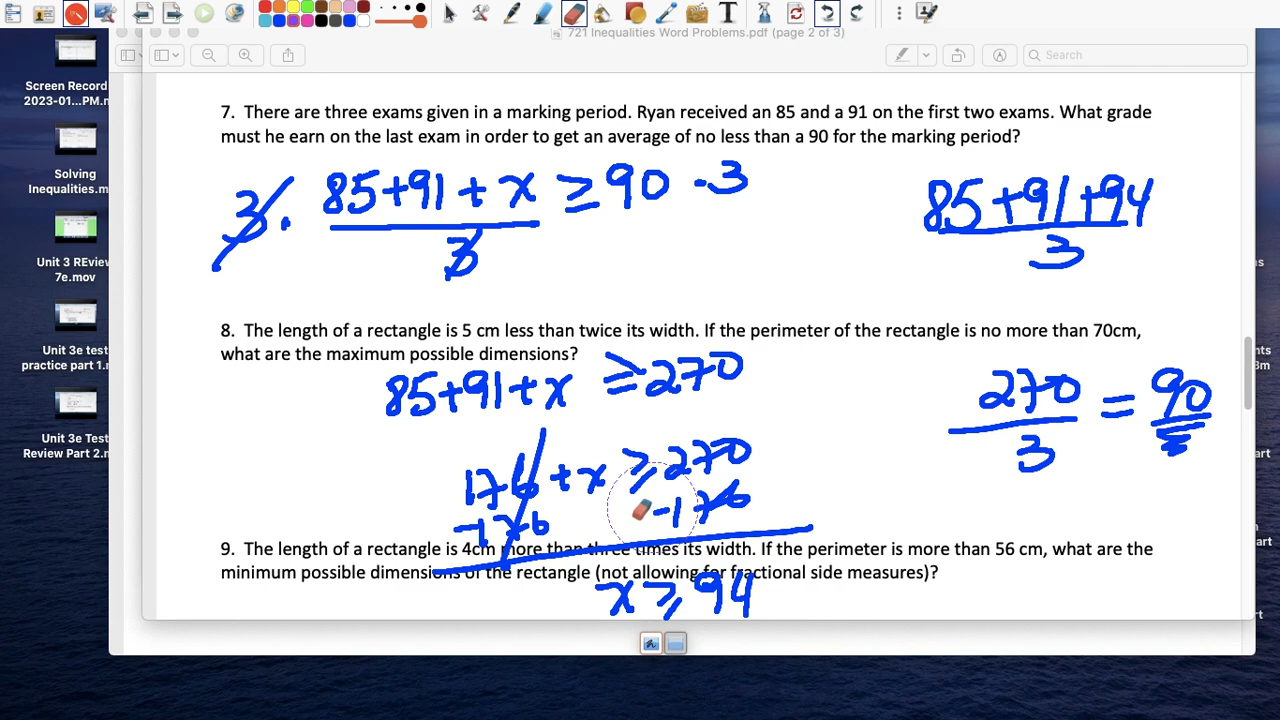 721 Inequalities Word Problems.pdf (page 2 of 3)
Search
Screen Record
2023-01...PM.m
Solving
Inequalities.m
Unit 3 REview
7e.mov
Unit 3e test
practice part 1.m
Unit 3e Test
Review Part 2.m
7. There are three exams given in a marking period. Ryan received an 85 and a 91 on the first two exams. What grade
must he earn on the last exam in order to get an average of no less than a 90 for the marking period?
3. 85+91+x ≥ 90 .3
3
85+91+94
3
8. The length of a rectangle is 5 cm less than twice its width. If the perimeter of the rectangle is no more than 70cm,
what are the maximum possible dimensions?
85+91+x ≥ 270
270 = 90
3
176+x ≥ 270
-176 -176
9. The length of a rectangle is 4cm more than three times its width. If the perimeter is more than 56 cm, what are the
minimum possible dimensions of the rectangle (not allowing for fractional side measures)?
x ≥ 94